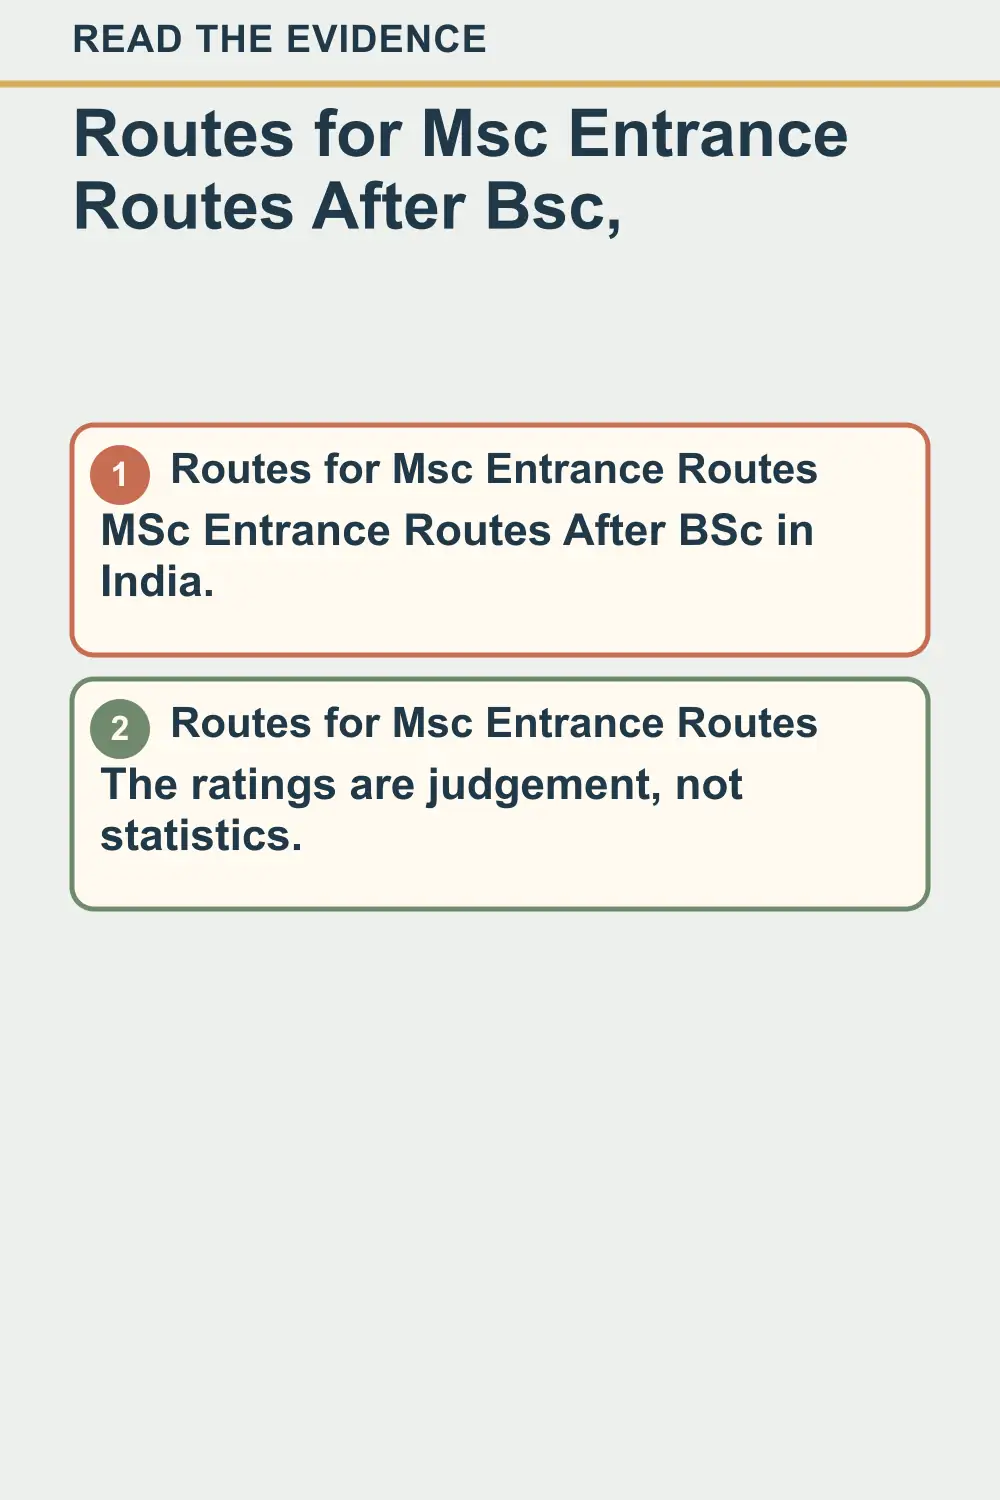 READ THE EVIDENCE
Routes for Msc Entrance
Routes After Bsc,
1 Routes for Msc Entrance Routes
MSc Entrance Routes After BSc in
India.
2 Routes for Msc Entrance Routes
The ratings are judgement, not
statistics.